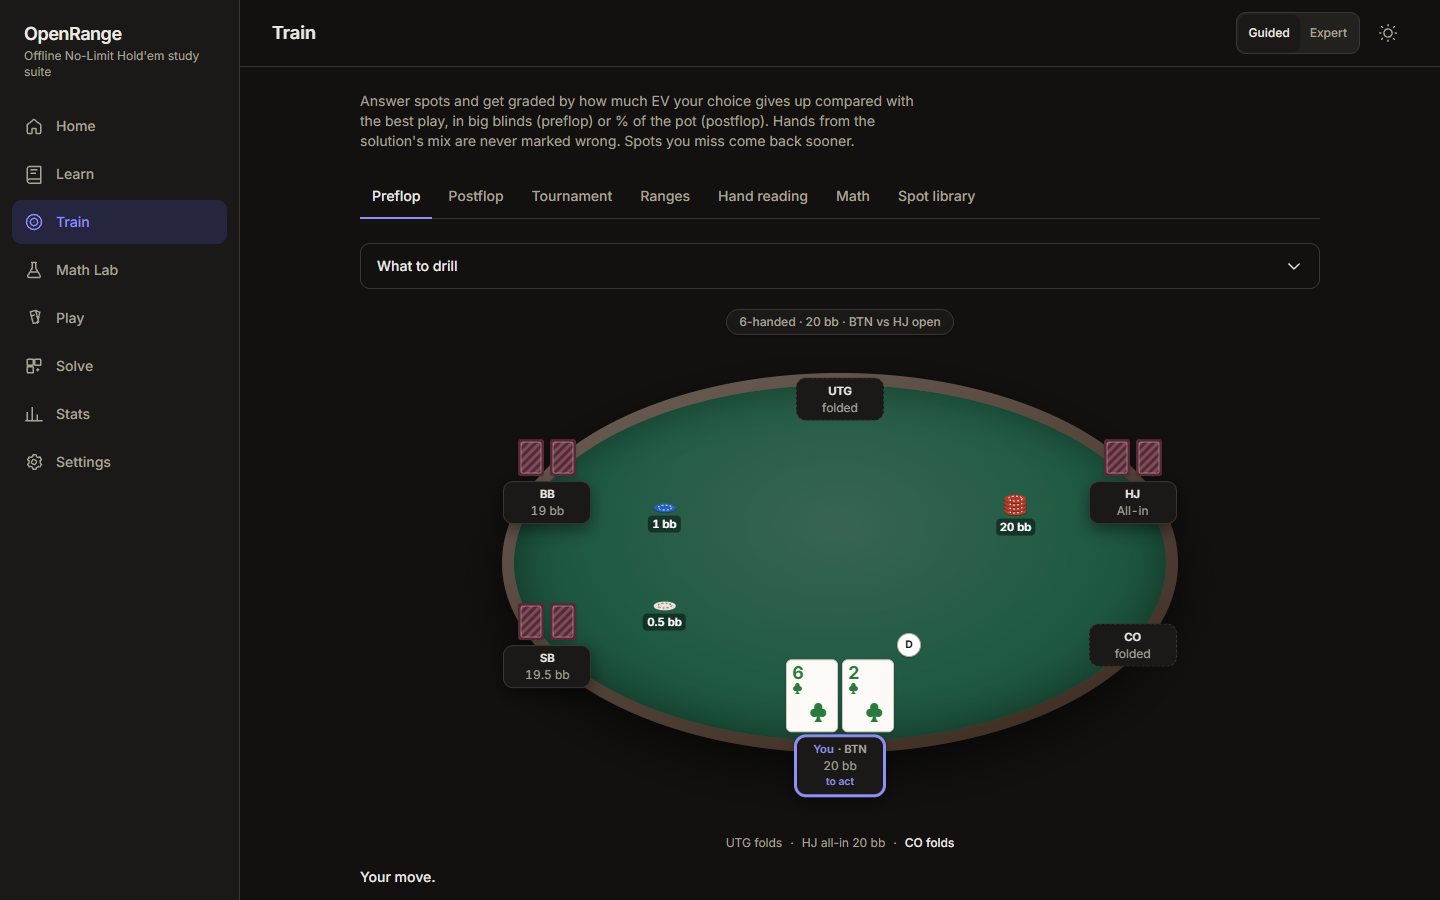 OpenRange
Offline No-Limit Hold'em study
suite
Home
Learn
Train
Math Lab
Play
Solve
Stats
Settings
Train
Guided
Expert
Answer spots and get graded by how much EV your choice gives up compared with
the best play, in big blinds (preflop) or % of the pot (postflop). Hands from the
solution's mix are never marked wrong. Spots you miss come back sooner.
Preflop
Postflop
Tournament
Ranges
Hand reading
Math
Spot library
What to drill
6-handed · 20 bb · BTN vs HJ open
UTG
folded
BB
19 bb
HJ
All-in
1 bb
20 bb
0.5 bb
SB
19.5 bb
CO
folded
D
6
2
You · BTN
20 bb
to act
UTG folds · HJ all-in 20 bb · CO folds
Your move.